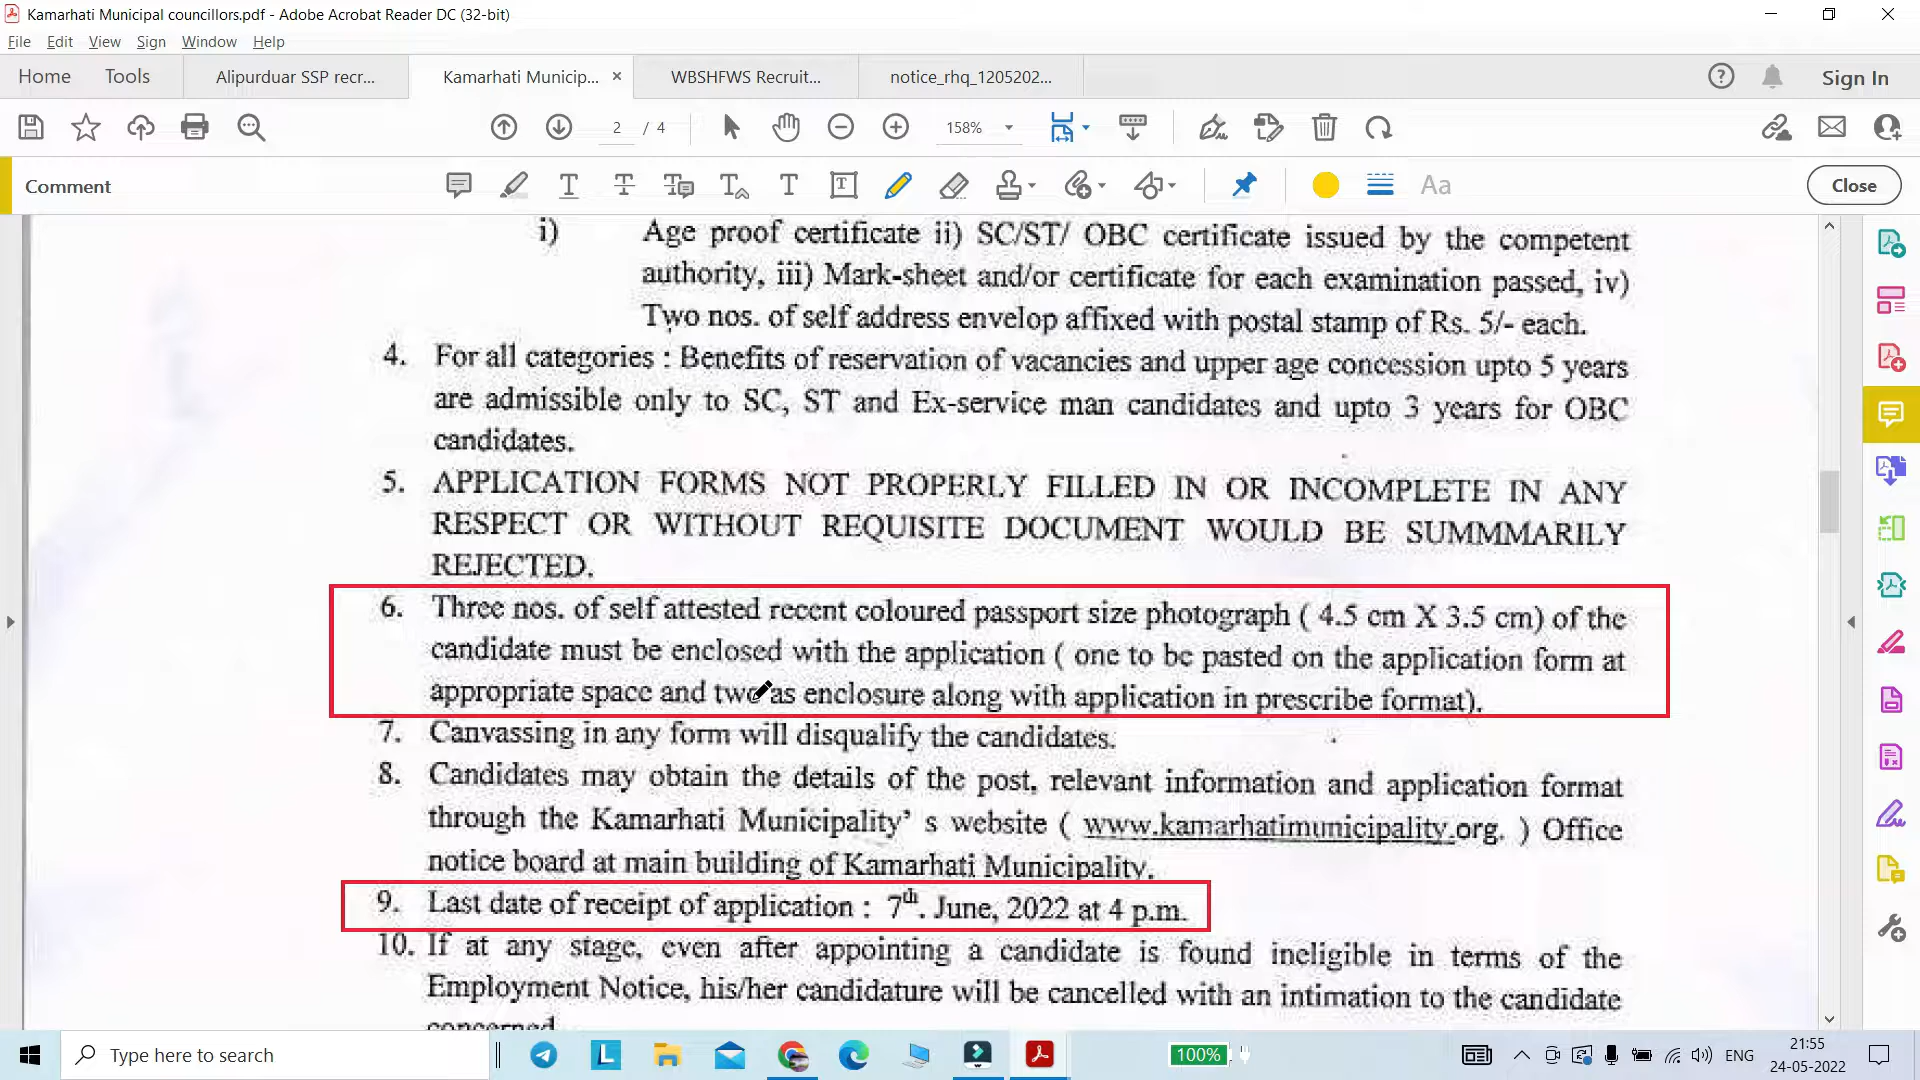 Kamarhati Municipal councillors.pdf - Adobe Acrobat Reader DC (32-bit)
File Edit View Sign Window Help
Home Tools Alipurduar SSP recr... Kamarhati Municip... × WBSHFWS Recruit... notice_rhq_1205202... Sign In
2 / 4 158%
Comment Aa Close
i) Age proof certificate ii) SC/ST/ OBC certificate issued by the competent
authority, iii) Mark-sheet and/or certificate for each examination passed, iv)
Two nos. of self address envelop affixed with postal stamp of Rs. 5/- each.
4. For all categories : Benefits of reservation of vacancies and upper age concession upto 5 years
are admissible only to SC, ST and Ex-service man candidates and upto 3 years for OBC
candidates.
5. APPLICATION FORMS NOT PROPERLY FILLED IN OR INCOMPLETE IN ANY
RESPECT OR WITHOUT REQUISITE DOCUMENT WOULD BE SUMMMARILY
REJECTED.
6. Three nos. of self attested recent coloured passport size photograph ( 4.5 cm X 3.5 cm) of the
candidate must be enclosed with the application ( one to be pasted on the application form at
appropriate space and two as enclosure along with application in prescribe format).
7. Canvassing in any form will disqualify the candidates.
8. Candidates may obtain the details of the post, relevant information and application format
through the Kamarhati Municipality’ s website ( www.kamarhatimunicipality.org. ) Office
notice board at main building of Kamarhati Municipality.
9. Last date of receipt of application : 7th. June, 2022 at 4 p.m.
10. If at any stage, even after appointing a candidate is found ineligible in terms of the
Employment Notice, his/her candidature will be cancelled with an intimation to the candidate
concerned
Type here to search 100% ENG 21:55
24-05-2022